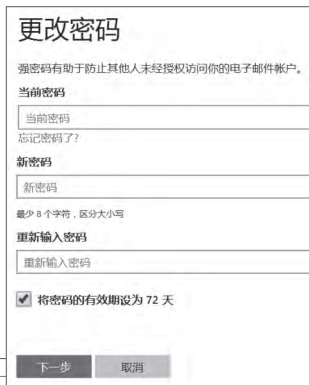 更改密码
强密码有助于防止其他人未经授权访问你的电子邮件帐户。
当前密码
当前密码
忘记密码了?
新密码
新密码
最少 8 个字符，区分大小写
重新输入密码
重新输入密码
将密码的有效期设为 72 天
下一步 取消